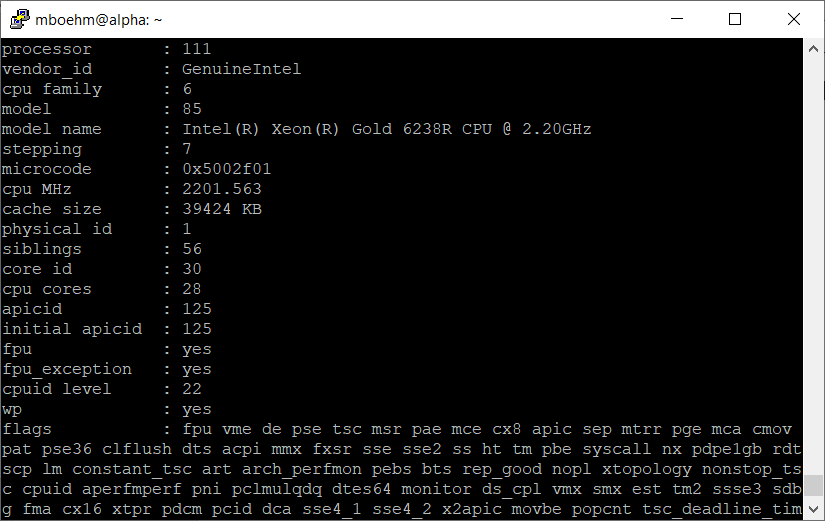 mboehm@alpha: ~
processor       : 111
vendor_id       : GenuineIntel
cpu family      : 6
model           : 85
model name      : Intel(R) Xeon(R) Gold 6238R CPU @ 2.20GHz
stepping        : 7
microcode       : 0x5002f01
cpu MHz         : 2201.563
cache size      : 39424 KB
physical id     : 1
siblings        : 56
core id         : 30
cpu cores       : 28
apicid          : 125
initial apicid  : 125
fpu             : yes
fpu_exception   : yes
cpuid level     : 22
wp              : yes
flags           : fpu vme de pse tsc msr pae mce cx8 apic sep mtrr pge mca cmov
pat pse36 clflush dts acpi mmx fxsr sse sse2 ss ht tm pbe syscall nx pdpe1gb rdt
scp lm constant_tsc art arch_perfmon pebs bts rep_good nopl xtopology nonstop_ts
c cpuid aperfmperf pni pclmulqdq dtes64 monitor ds_cpl vmx smx est tm2 ssse3 sdb
g fma cx16 xtpr pdcm pcid dca sse4_1 sse4_2 x2apic movbe popcnt tsc_deadline_tim